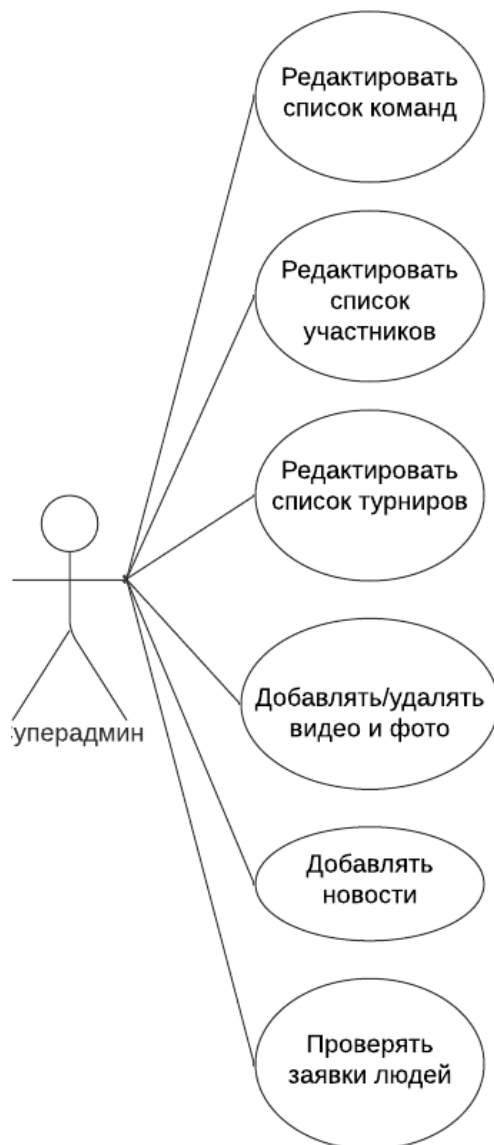 Редактировать
список команд
Редактировать
список
участников
Редактировать
список турниров
Добавлять/удалять
видео и фото
уперадмин
Добавлять
новости
Проверять
заявки людей